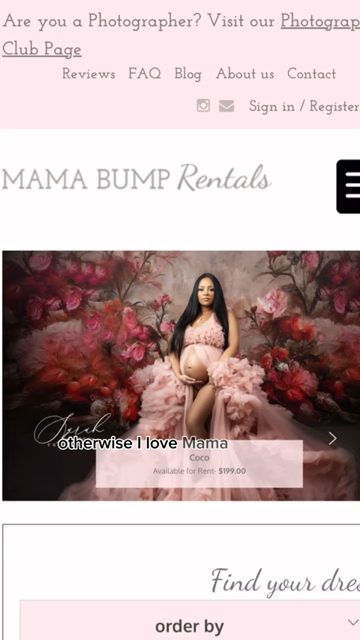 Are you a Photographer? Visit our Photograp
Club Page
Reviews FAQ Blog About us Contact
Sign in / Register
MAMA BUMP Rentals
Sarah
otherwise I love Mama
Coco
Available for Rent- $199.00
Find your dre
order by